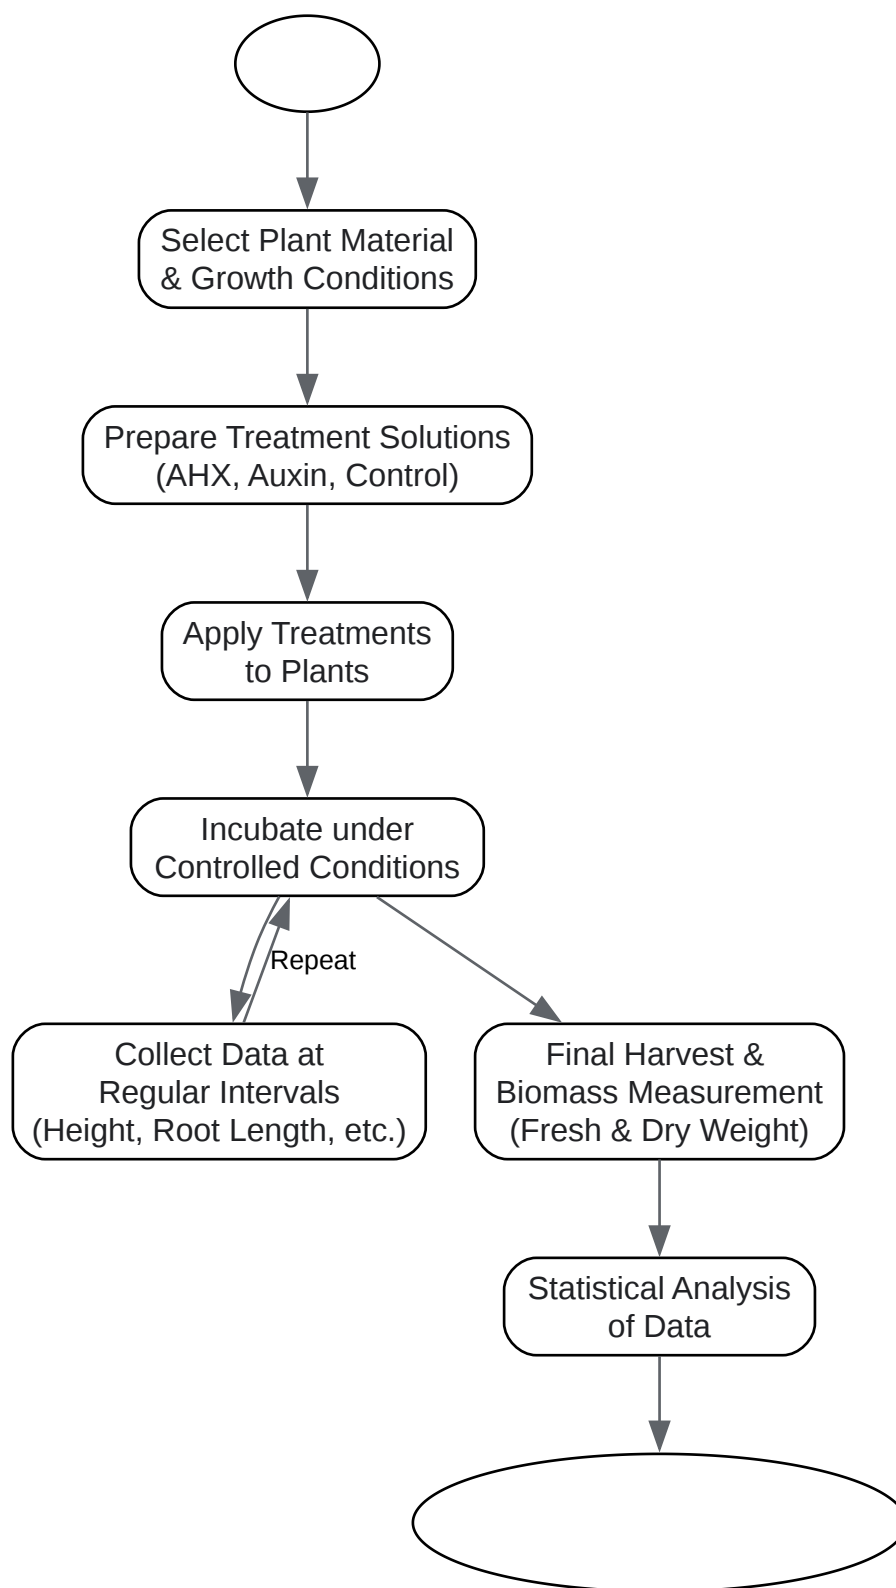 Select Plant Material
& Growth Conditions
Prepare Treatment Solutions
(AHX, Auxin, Control)
Apply Treatments
to Plants
Incubate under
Controlled Conditions
Repeat
Collect Data at
Regular Intervals
(Height, Root Length, etc.)
Final Harvest &
Biomass Measurement
(Fresh & Dry Weight)
Statistical Analysis
of Data